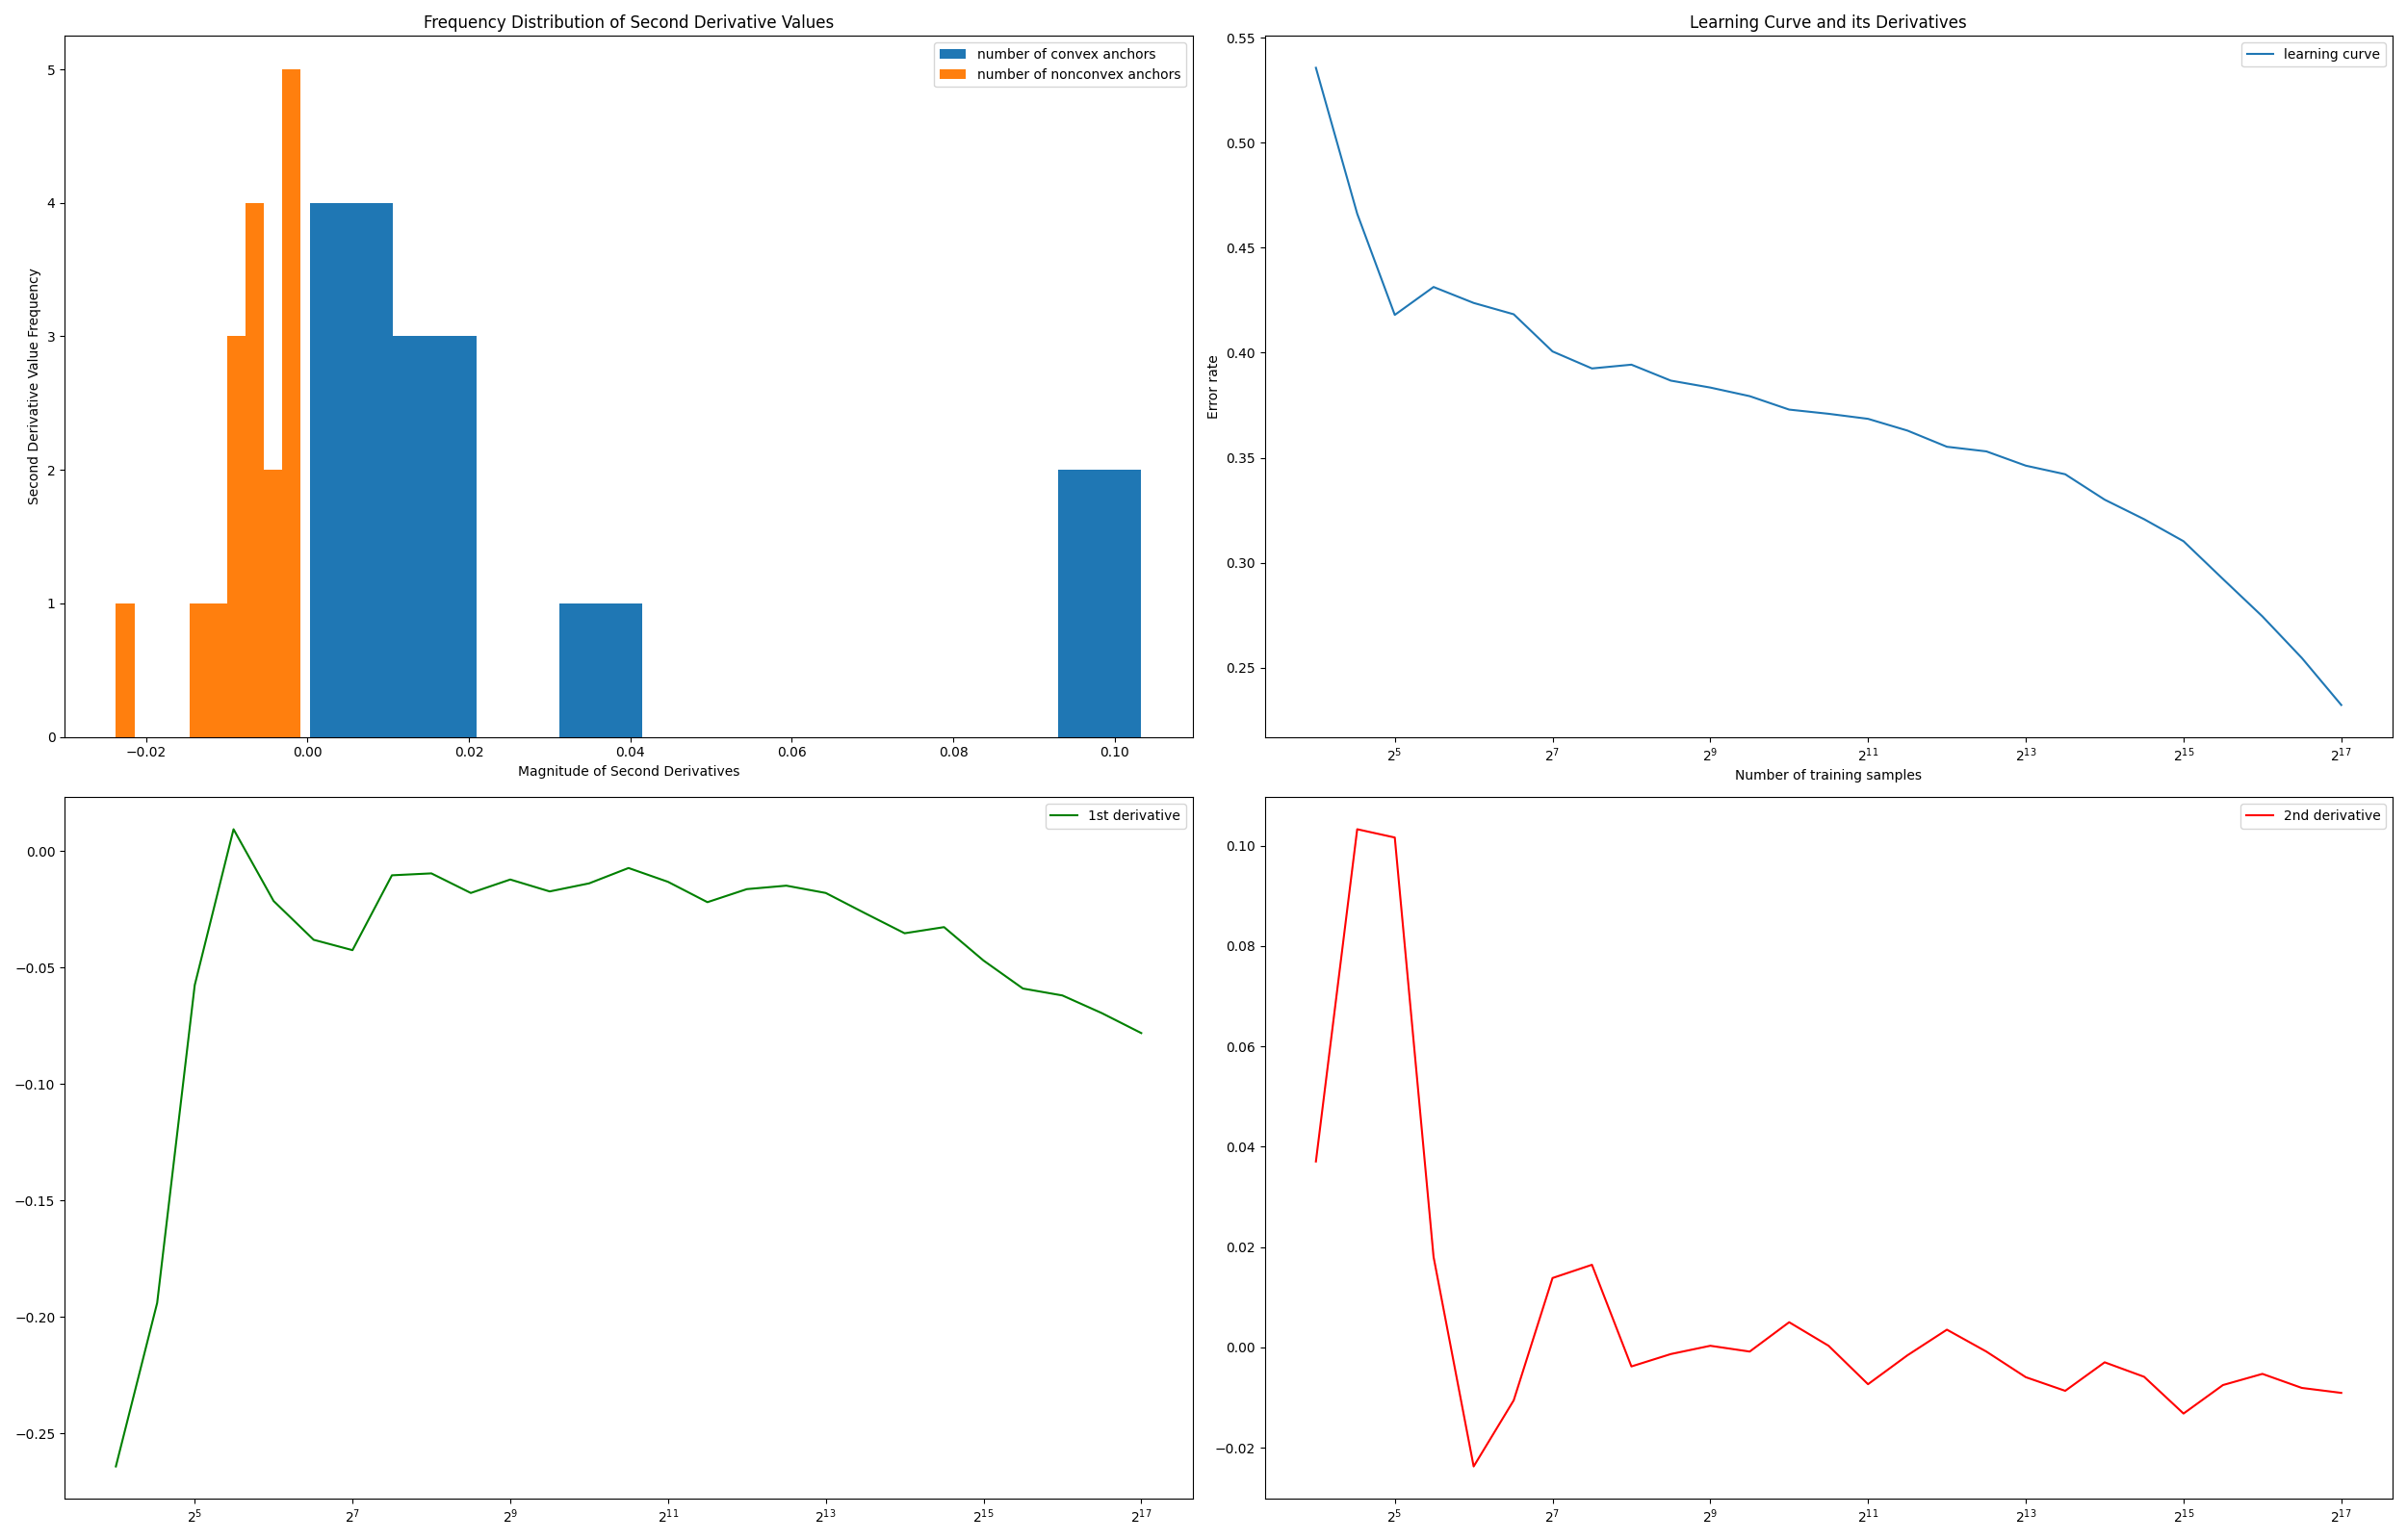 Frequency Distribution of Second Derivative Values
number of convex anchors
number of nonconvex anchors
Second Derivative Value Frequency
5
4
3
2
1
0
−0.02 0.00 0.02 0.04 0.06 0.08 0.10
Magnitude of Second Derivatives
Learning Curve and its Derivatives
learning curve
Error rate
0.55
0.50
0.45
0.40
0.35
0.30
0.25
2^5 2^7 2^9 2^11 2^13 2^15 2^17
Number of training samples
1st derivative
0.00
−0.05
−0.10
−0.15
−0.20
−0.25
2^5 2^7 2^9 2^11 2^13 2^15 2^17
2nd derivative
0.10
0.08
0.06
0.04
0.02
0.00
−0.02
2^5 2^7 2^9 2^11 2^13 2^15 2^17